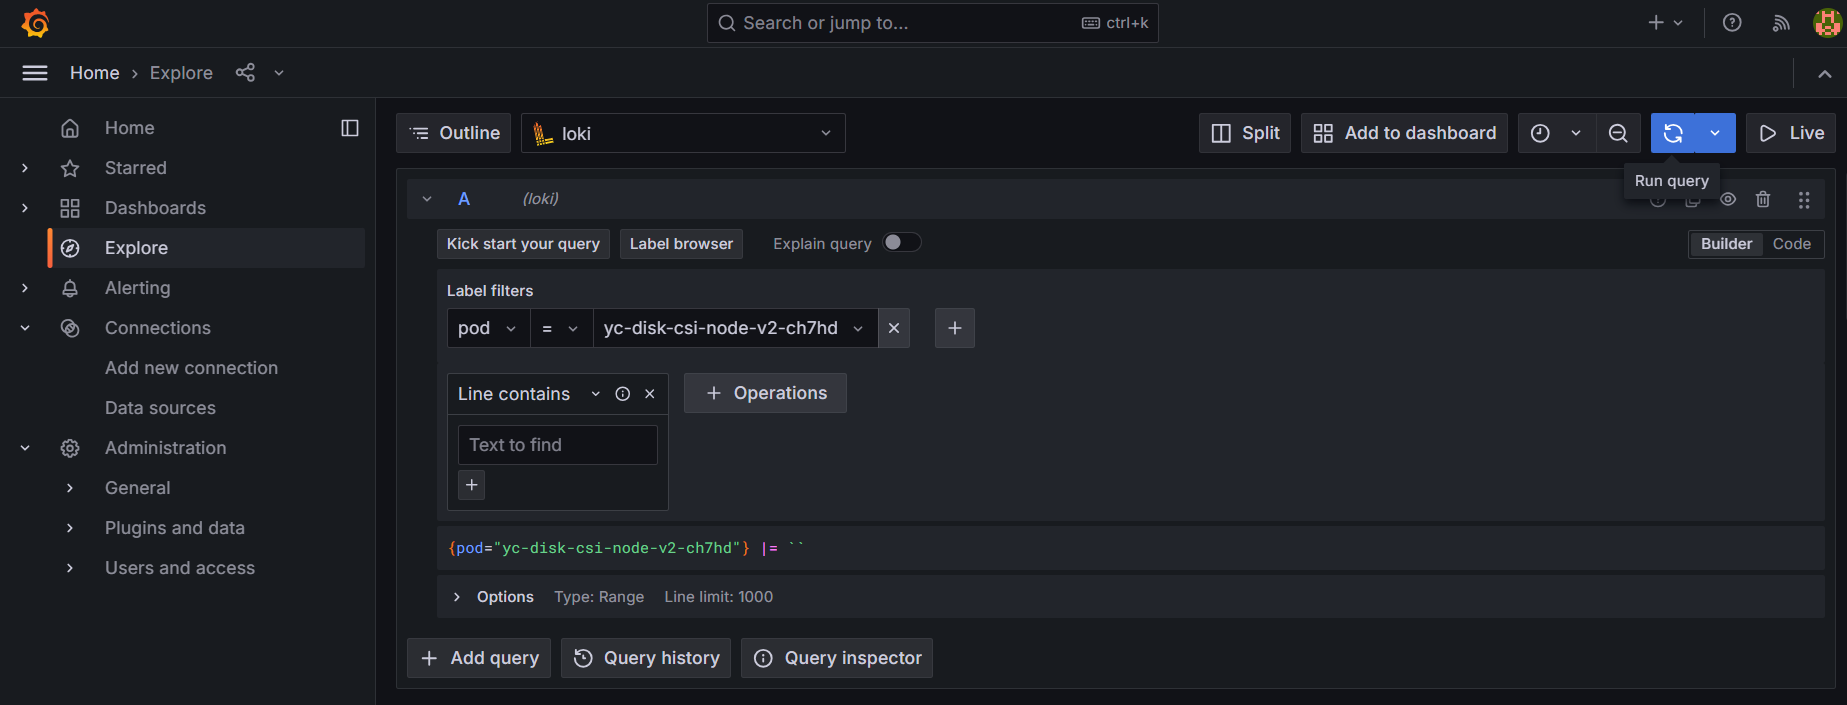 Search or jump to... ctrl+k
Home › Explore
Home
Starred
Dashboards
Explore
Alerting
Connections
Add new connection
Data sources
Administration
General
Plugins and data
Users and access
Outline loki Split Add to dashboard Live
Run query
A (loki)
Kick start your query Label browser Explain query Builder Code
Label filters
pod = yc-disk-csi-node-v2-ch7hd
Line contains Operations
Text to find
{pod="yc-disk-csi-node-v2-ch7hd"} |= ``
Options Type: Range Line limit: 1000
Add query Query history Query inspector